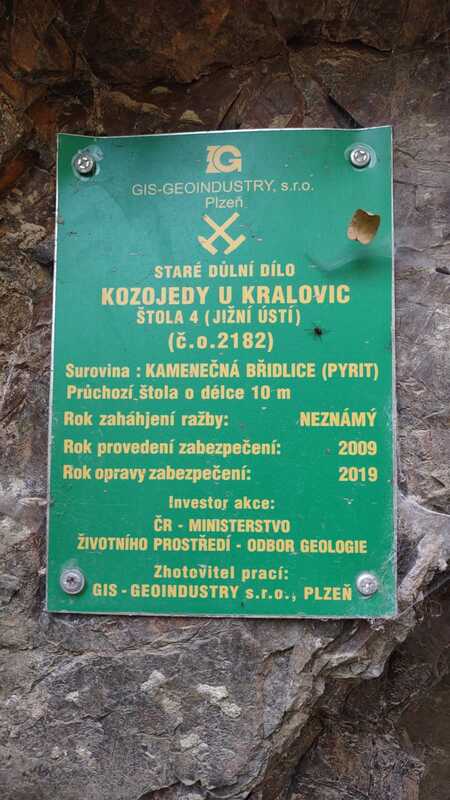 GIS-GEOINDUSTRY, s.r.o.
Plzeň
STARÉ DŮLNÍ DÍLO
KOZOJEDY U KRALOVIC
ŠTOLA 4 (JIŽNÍ ÚSTÍ)
(č.o.2182)
Surovina : KAMENEČNÁ BŘIDLICE (PYRIT)
Průchozí štola o délce 10 m
Rok zaháhjení ražby: NEZNÁMÝ
Rok provedení zabezpečení: 2009
Rok opravy zabezpečení: 2019
Investor akce:
ČR - MINISTERSTVO
ŽIVOTNÍHO PROSTŘEDÍ - ODBOR GEOLOGIE
Zhotovitel prací:
GIS - GEOINDUSTRY s.r.o., PLZEŇ